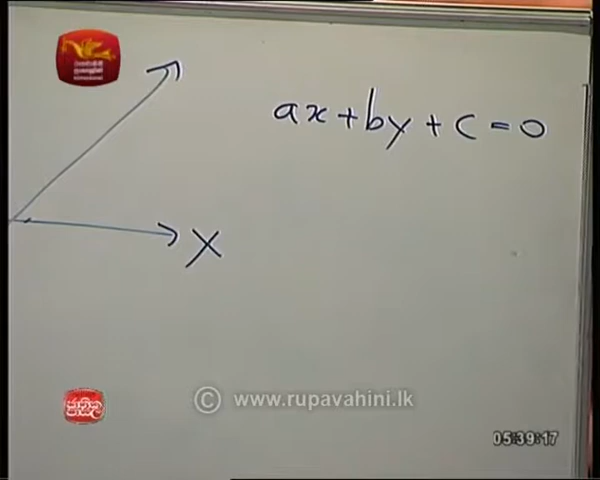 ax + by + c = 0
X
© www.rupavahini.lk
05:39:17